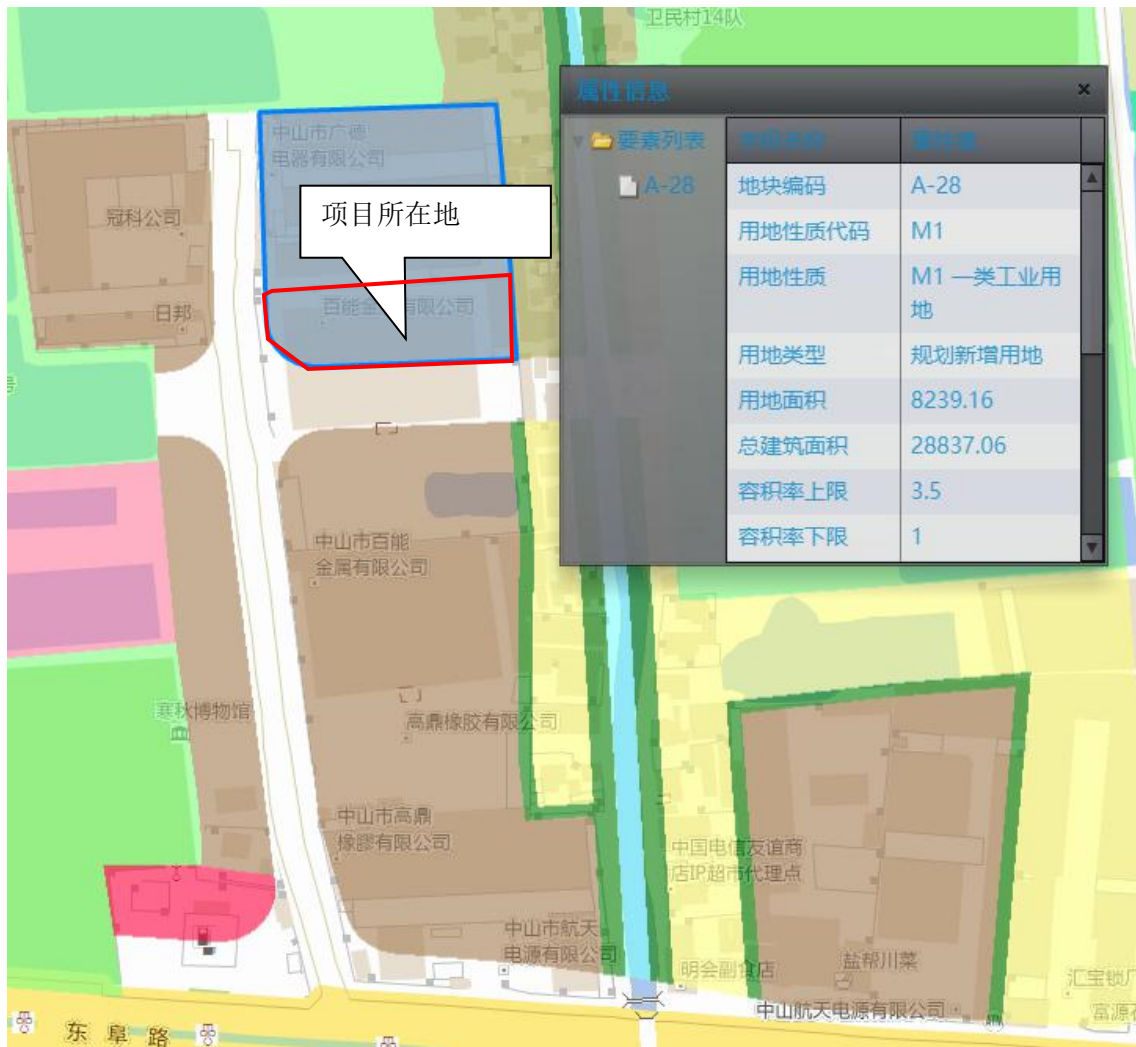 卫民村14队
属性信息
×
要素列表
A-28
地块编码 A-28
用地性质代码 M1
用地性质 M1 一类工业用
地
用地类型 规划新增用地
用地面积 8239.16
总建筑面积 28837.06
容积率上限 3.5
容积率下限 1
中山市广德
电器有限公司
项目所在地
冠科公司
日邦
百能金 有限公司
号
中山市百能
金属有限公司
寒秋博物馆
高鼎橡胶有限公司
中山市高鼎
橡膠有限公司
中国电信友谊商
店IP超市代理点
中山市航天
电源有限公司
明会副食店
盐帮川菜
汇宝锁厂
中山航天电源有限公司
富源
东阜路